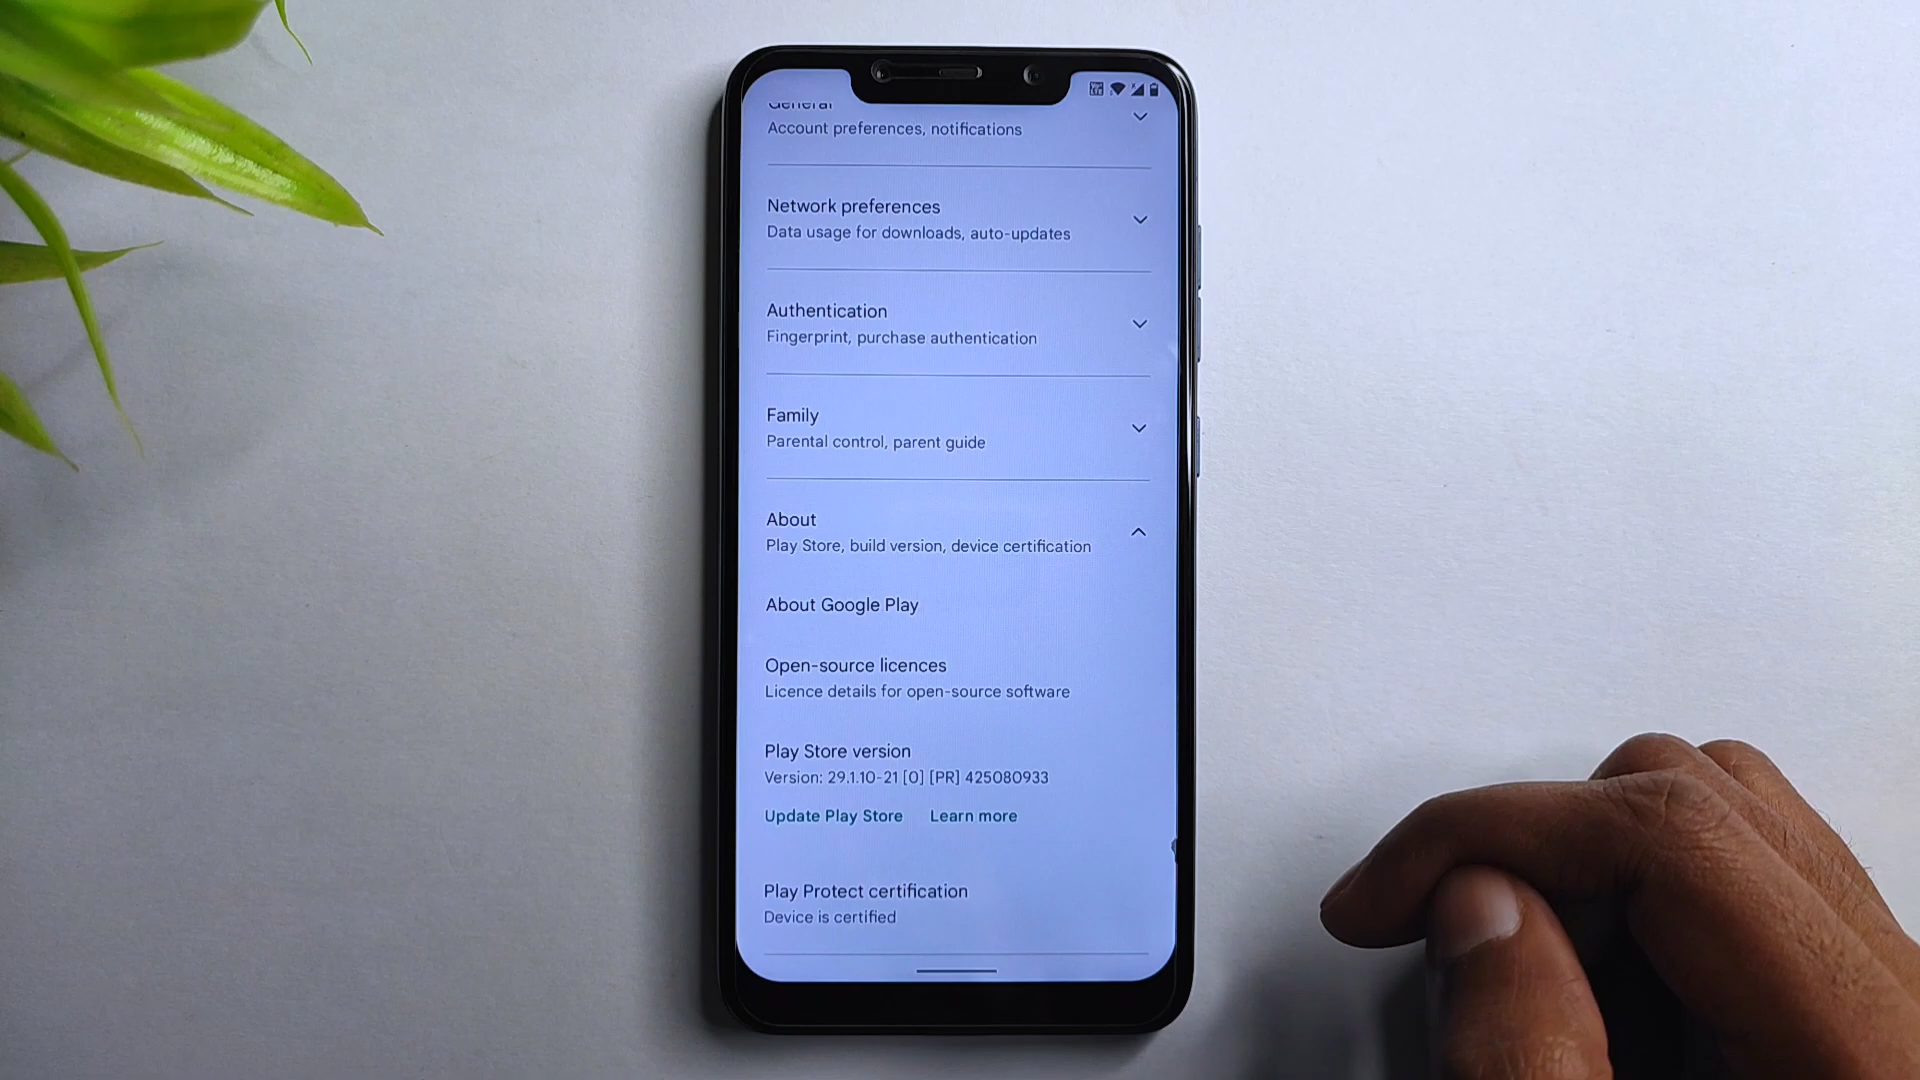 General
Account preferences, notifications
Network preferences
Data usage for downloads, auto-updates
Authentication
Fingerprint, purchase authentication
Family
Parental control, parent guide
About
Play Store, build version, device certification
About Google Play
Open-source licences
Licence details for open-source software
Play Store version
Version: 29.1.10-21 [0] [PR] 425080933
Update Play Store Learn more
Play Protect certification
Device is certified